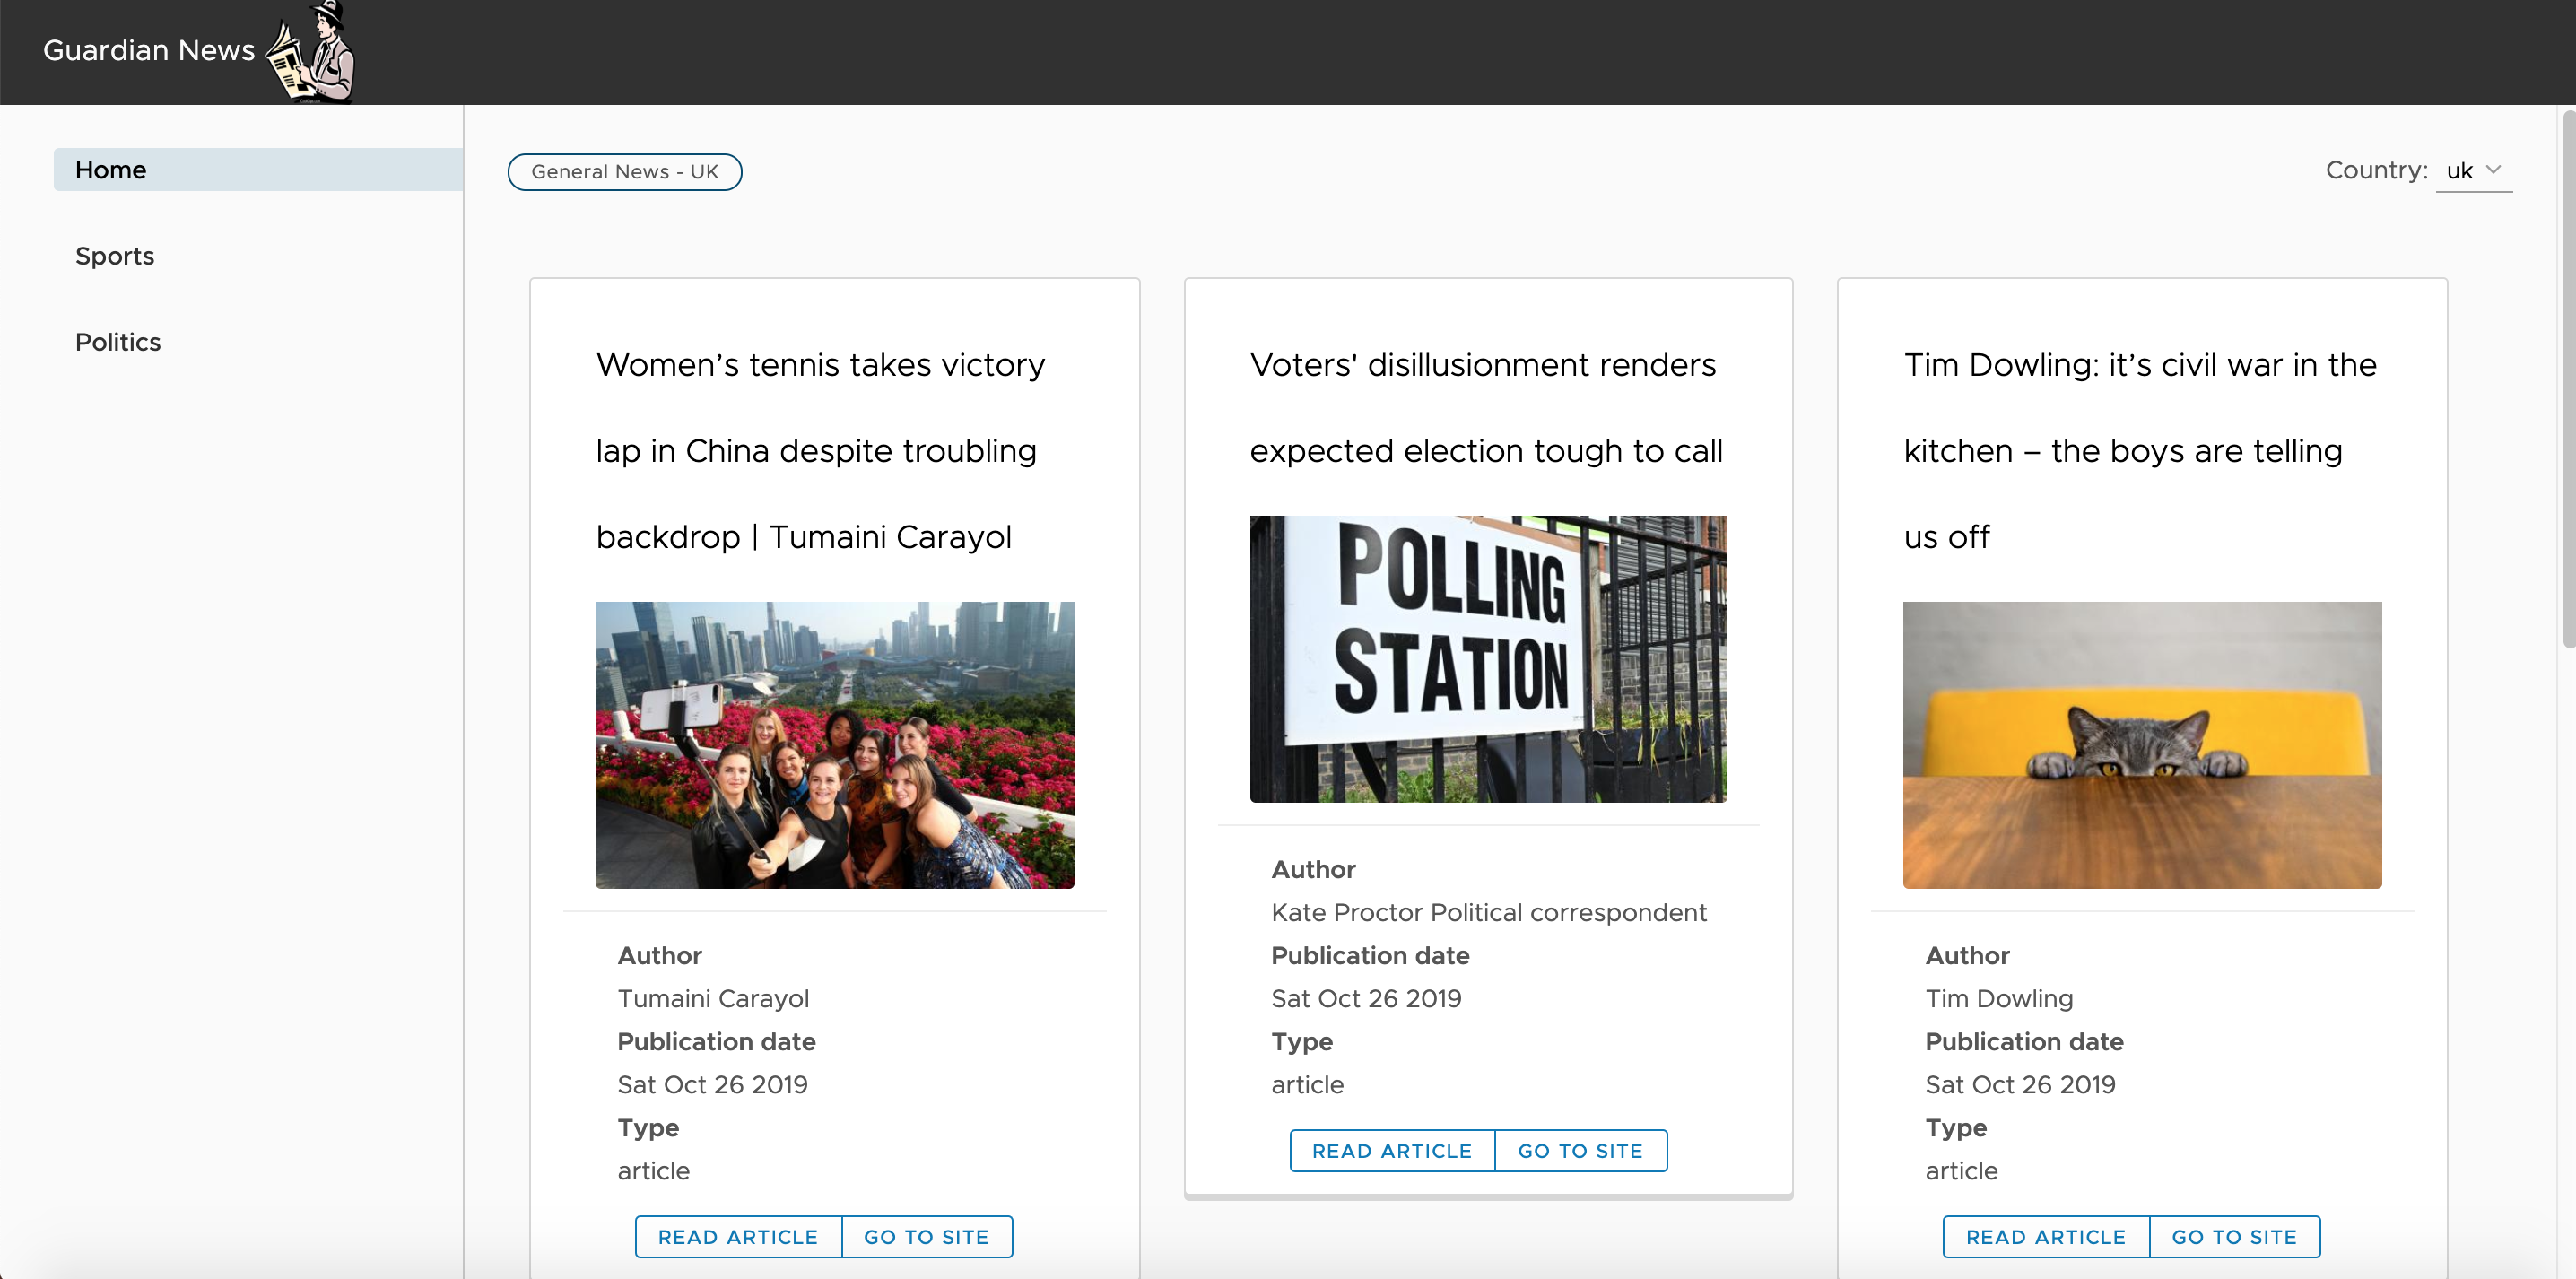 Guardian News
Home
Sports
Politics
General News - UK
Country: uk
Women’s tennis takes victory
lap in China despite troubling
backdrop | Tumaini Carayol
Author
Tumaini Carayol
Publication date
Sat Oct 26 2019
Type
article
READ ARTICLE GO TO SITE
Voters' disillusionment renders
expected election tough to call
POLLING
STATION
Author
Kate Proctor Political correspondent
Publication date
Sat Oct 26 2019
Type
article
READ ARTICLE GO TO SITE
Tim Dowling: it’s civil war in the
kitchen – the boys are telling
us off
Author
Tim Dowling
Publication date
Sat Oct 26 2019
Type
article
READ ARTICLE GO TO SITE